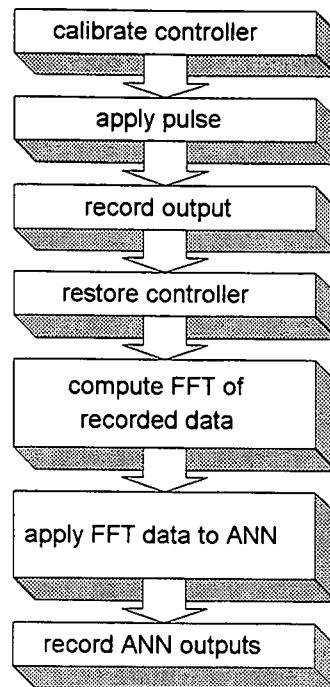 calibrate controller
apply pulse
record output
restore controller
compute FFT of
recorded data
apply FFT data to ANN
record ANN outputs